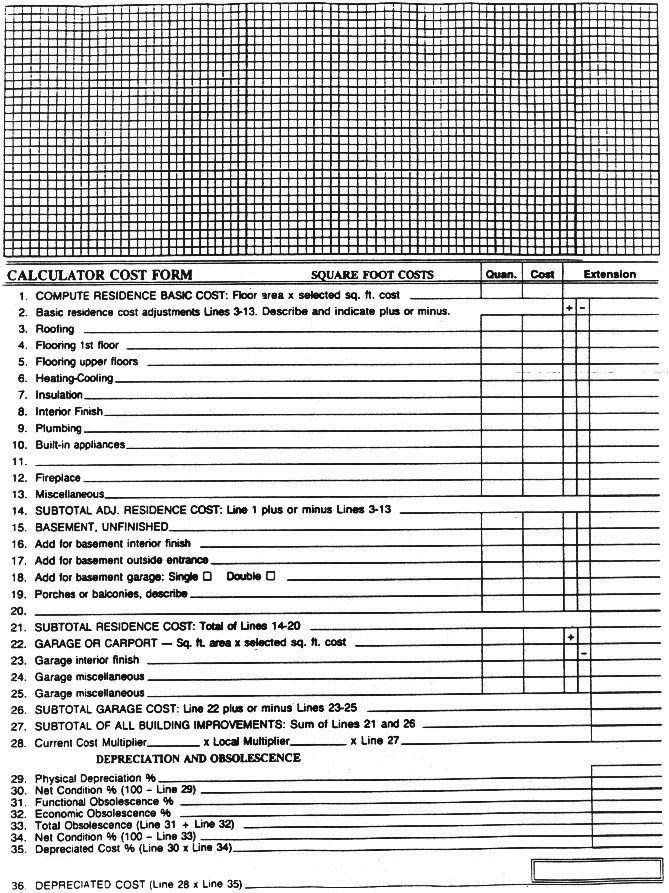 CALCULATOR COST FORM SQUARE FOOT COSTS Quan. Cost Extension
1. COMPUTE RESIDENCE BASIC COST: Floor area x selected sq. ft. cost
2. Basic residence cost adjustments Lines 3-13. Describe and indicate plus or minus. + -
3. Roofing
4. Flooring 1st floor
5. Flooring upper floors
6. Heating-Cooling
7. Insulation
8. Interior Finish
9. Plumbing
10. Built-in appliances
11.
12. Fireplace
13. Miscellaneous
14. SUBTOTAL ADJ. RESIDENCE COST: Line 1 plus or minus Lines 3-13
15. BASEMENT, UNFINISHED
16. Add for basement interior finish
17. Add for basement outside entrance
18. Add for basement garage: Single ☐ Double ☐
19. Porches or balconies, describe
20.
21. SUBTOTAL RESIDENCE COST: Total of Lines 14-20
22. GARAGE OR CARPORT — Sq. ft. area x selected sq. ft. cost +
23. Garage interior finish -
24. Garage miscellaneous
25. Garage miscellaneous
26. SUBTOTAL GARAGE COST: Line 22 plus or minus Lines 23-25
27. SUBTOTAL OF ALL BUILDING IMPROVEMENTS: Sum of Lines 21 and 26
28. Current Cost Multiplier x Local Multiplier x Line 27
DEPRECIATION AND OBSOLESCENCE
29. Physical Depreciation %
30. Net Condition % (100 - Line 29)
31. Functional Obsolescence %
32. Economic Obsolescence %
33. Total Obsolescence (Line 31 + Line 32)
34. Net Condition % (100 - Line 33)
35. Depreciated Cost % (Line 30 x Line 34)
36. DEPRECIATED COST (Line 28 x Line 35)